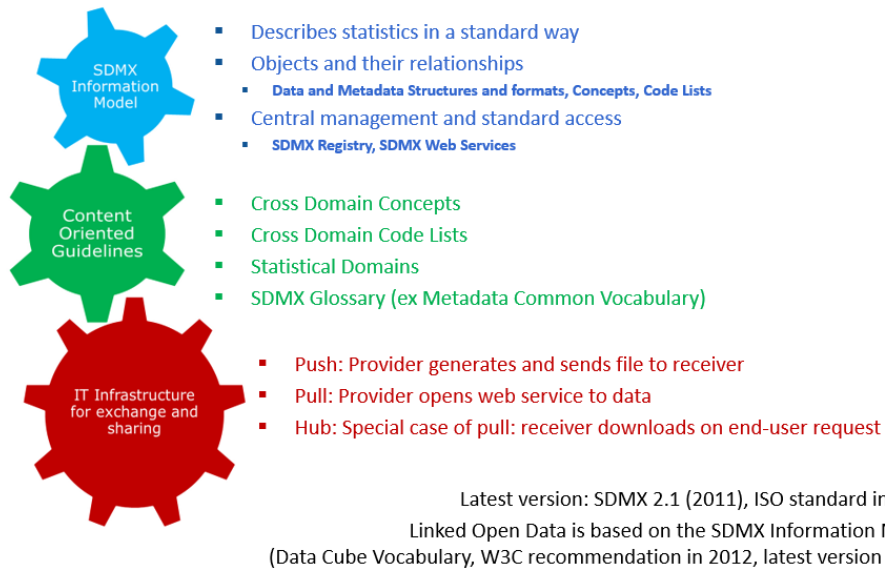 SDMX
Information
Model
Describes statistics in a standard way
Objects and their relationships
Data and Metadata Structures and formats, Concepts, Code Lists
Central management and standard access
SDMX Registry, SDMX Web Services
Content
Oriented
Guidelines
Cross Domain Concepts
Cross Domain Code Lists
Statistical Domains
SDMX Glossary (ex Metadata Common Vocabulary)
IT Infrastructure
for exchange and
sharing
Push: Provider generates and sends file to receiver
Pull: Provider opens web service to data
Hub: Special case of pull: receiver downloads on end-user request
Latest version: SDMX 2.1 (2011), ISO standard
Linked Open Data is based on the SDMX Information
(Data Cube Vocabulary, W3C recommendation in 2012, latest version